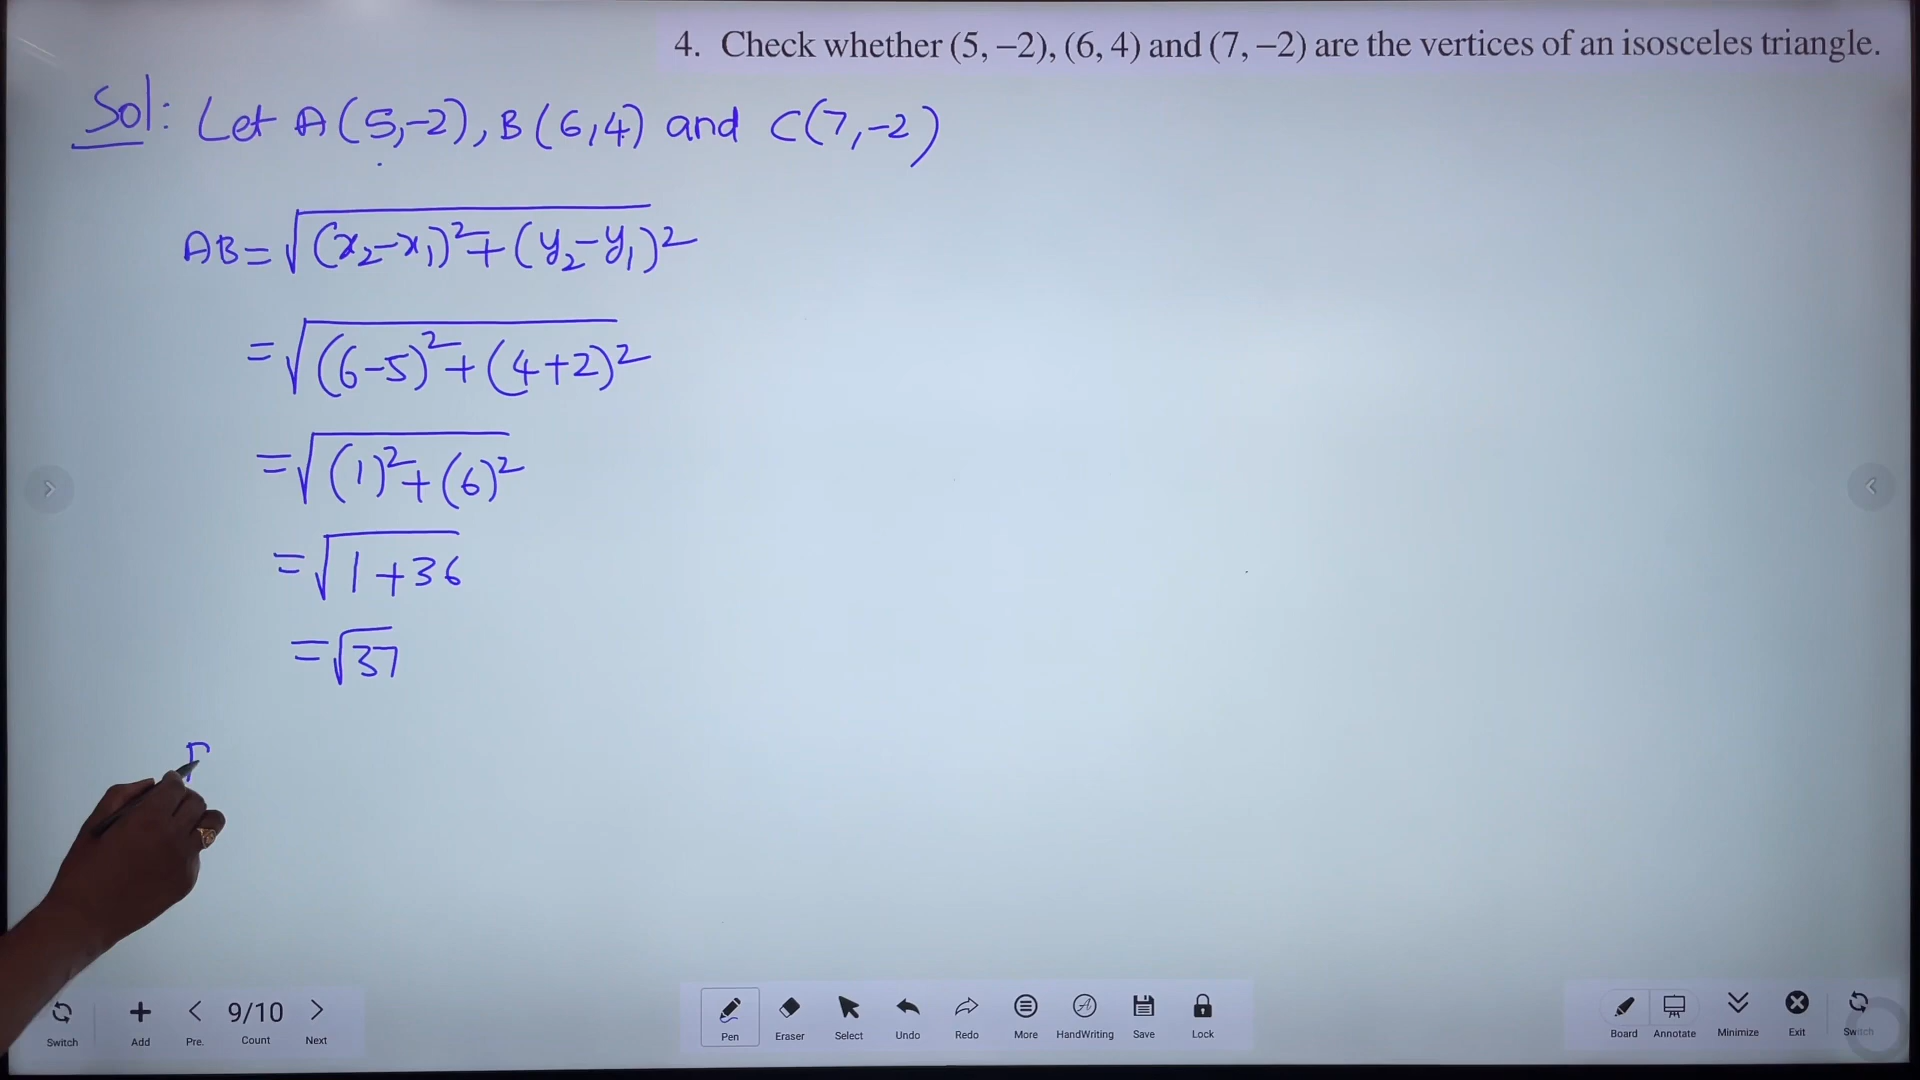 4. Check whether (5, –2), (6, 4) and (7, –2) are the vertices of an isosceles triangle.
Sol: Let A(5,-2), B(6,4) and C(7,-2)
AB = √(x₂-x₁)²+(y₂-y₁)²
= √(6-5)²+(4+2)²
= √(1)²+(6)²
= √1+36
= √37
Switch
Add
Pre.
9/10
Count
Next
Pen
Eraser
Select
Undo
Redo
More
HandWriting
Save
Lock
Board
Annotate
Minimize
Exit
Switch